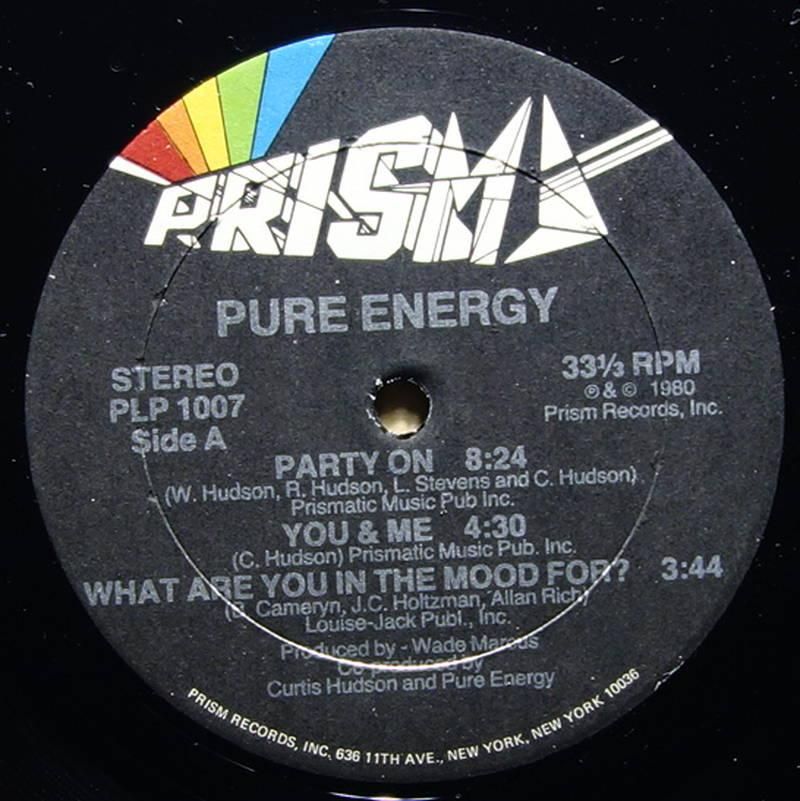 PRISM
PURE ENERGY
STEREO
PLP 1007
Side A
33⅓ RPM
℗ & © 1980
Prism Records, Inc.
PARTY ON 8:24
(W. Hudson, R. Hudson, L. Stevens and C. Hudson)
Prismatic Music Pub Inc.
YOU & ME 4:30
(C. Hudson) Prismatic Music Pub. Inc.
WHAT ARE YOU IN THE MOOD FOR? 3:44
(B. Cameryn, J.C. Holtzman, Allan Rich)
Louise-Jack Publ., Inc.
Produced by - Wade Marcus
Co-produced by
Curtis Hudson and Pure Energy
PRISM RECORDS, INC. 636 11TH AVE., NEW YORK, NEW YORK 10036